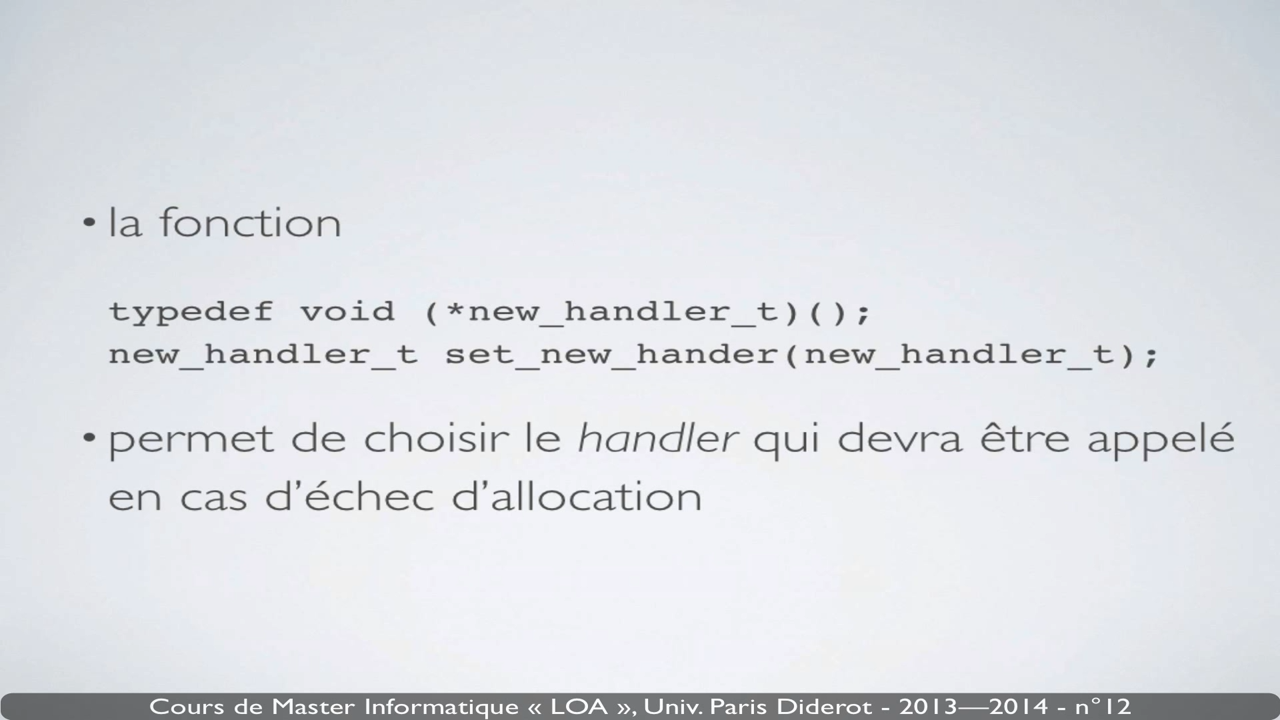 • la fonction
typedef void (*new_handler_t)();
new_handler_t set_new_hander(new_handler_t);
• permet de choisir le handler qui devra être appelé
en cas d’échec d’allocation
Cours de Master Informatique « LOA », Univ. Paris Diderot - 2013—2014 - n°12